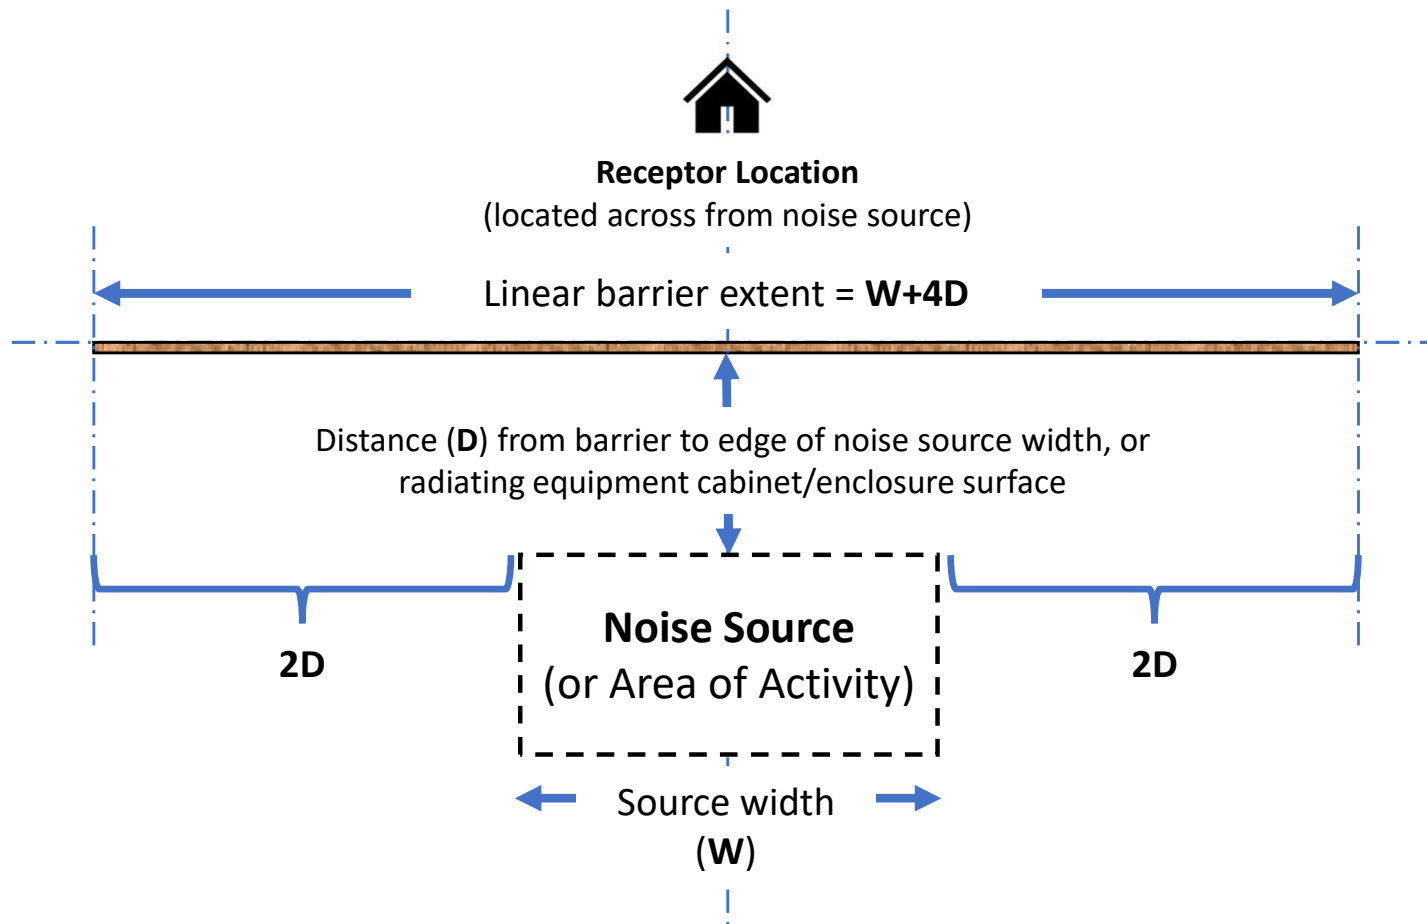 Receptor Location
(located across from noise source)
Linear barrier extent = W+4D
Distance (D) from barrier to edge of noise source width, or
radiating equipment cabinet/enclosure surface
Noise Source
(or Area of Activity)
2D
2D
Source width
(W)